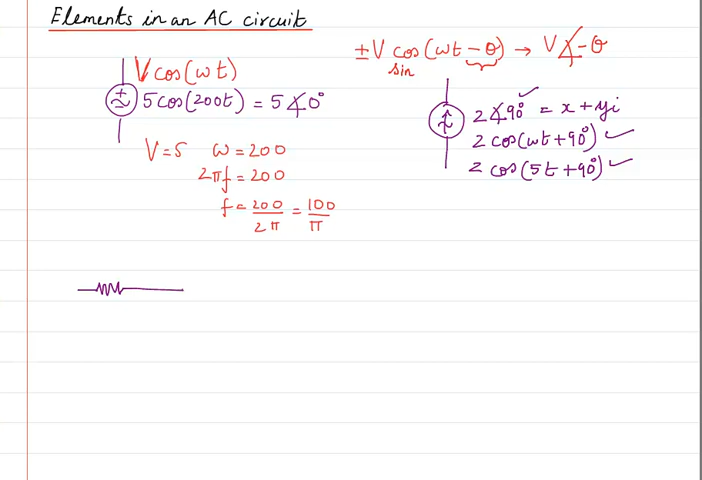 Elements in an AC circuit
±V cos(ωt - θ) → V∡-θ
sin
V cos(ωt)
5 cos(200t) = 5∡0°
V = 5 ω = 200
2πf = 200
f = 200/2π = 100/π
2∡90° = x + yi
2 cos(ωt + 90°) ✓
2 cos(5t + 90°) ✓